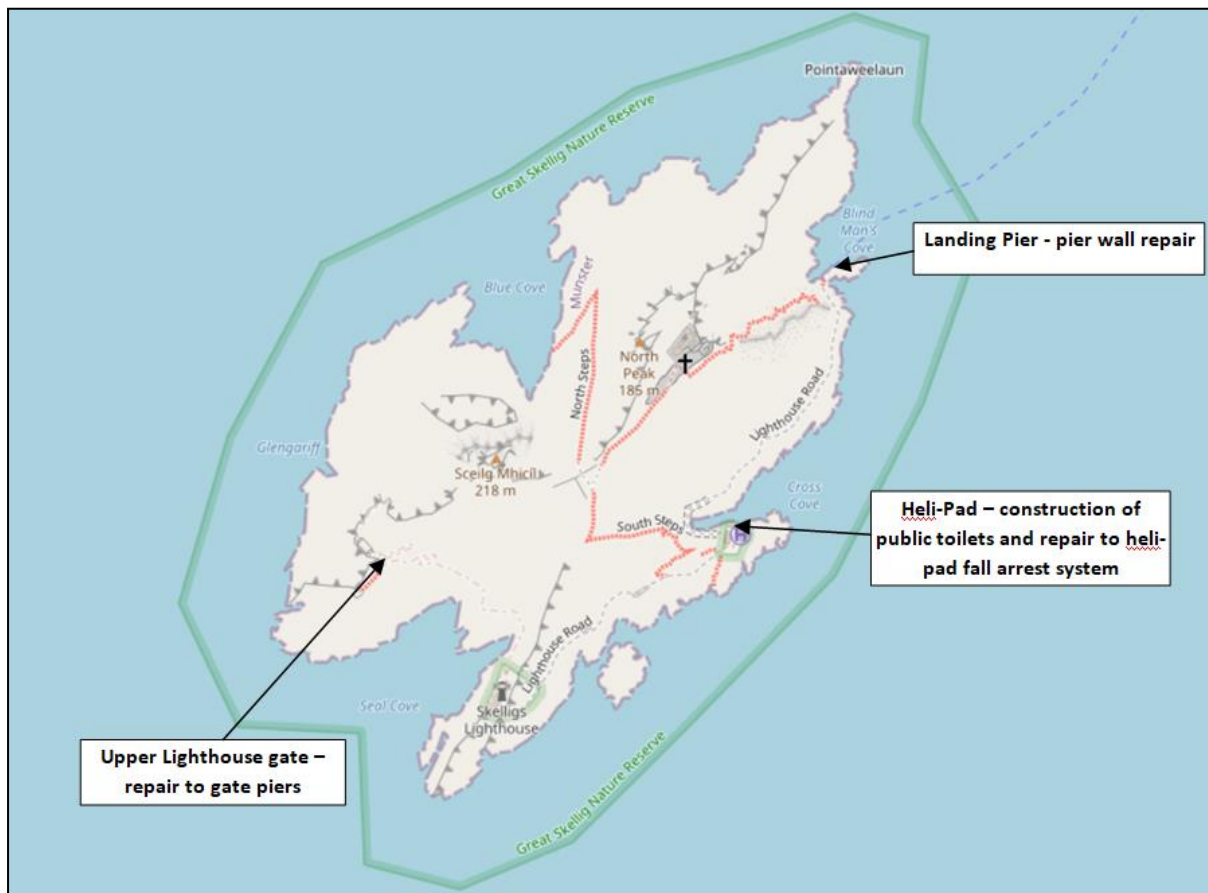 Pointaweelaun
Great Skellig Nature Reserve
Blind
Man's
Cove
Landing Pier - pier wall repair
Munster
Blue Cove
North
Peak
185 m
North Steps
Lighthouse Road
Glengariff
Sceilg Mhicíl
218 m
Cross
Cove
South Steps
H
Heli-Pad – construction of
public toilets and repair to heli-
pad fall arrest system
Lighthouse Road
Seal Cove
Skelligs
Lighthouse
Upper Lighthouse gate –
repair to gate piers
Great Skellig Nature Reserve